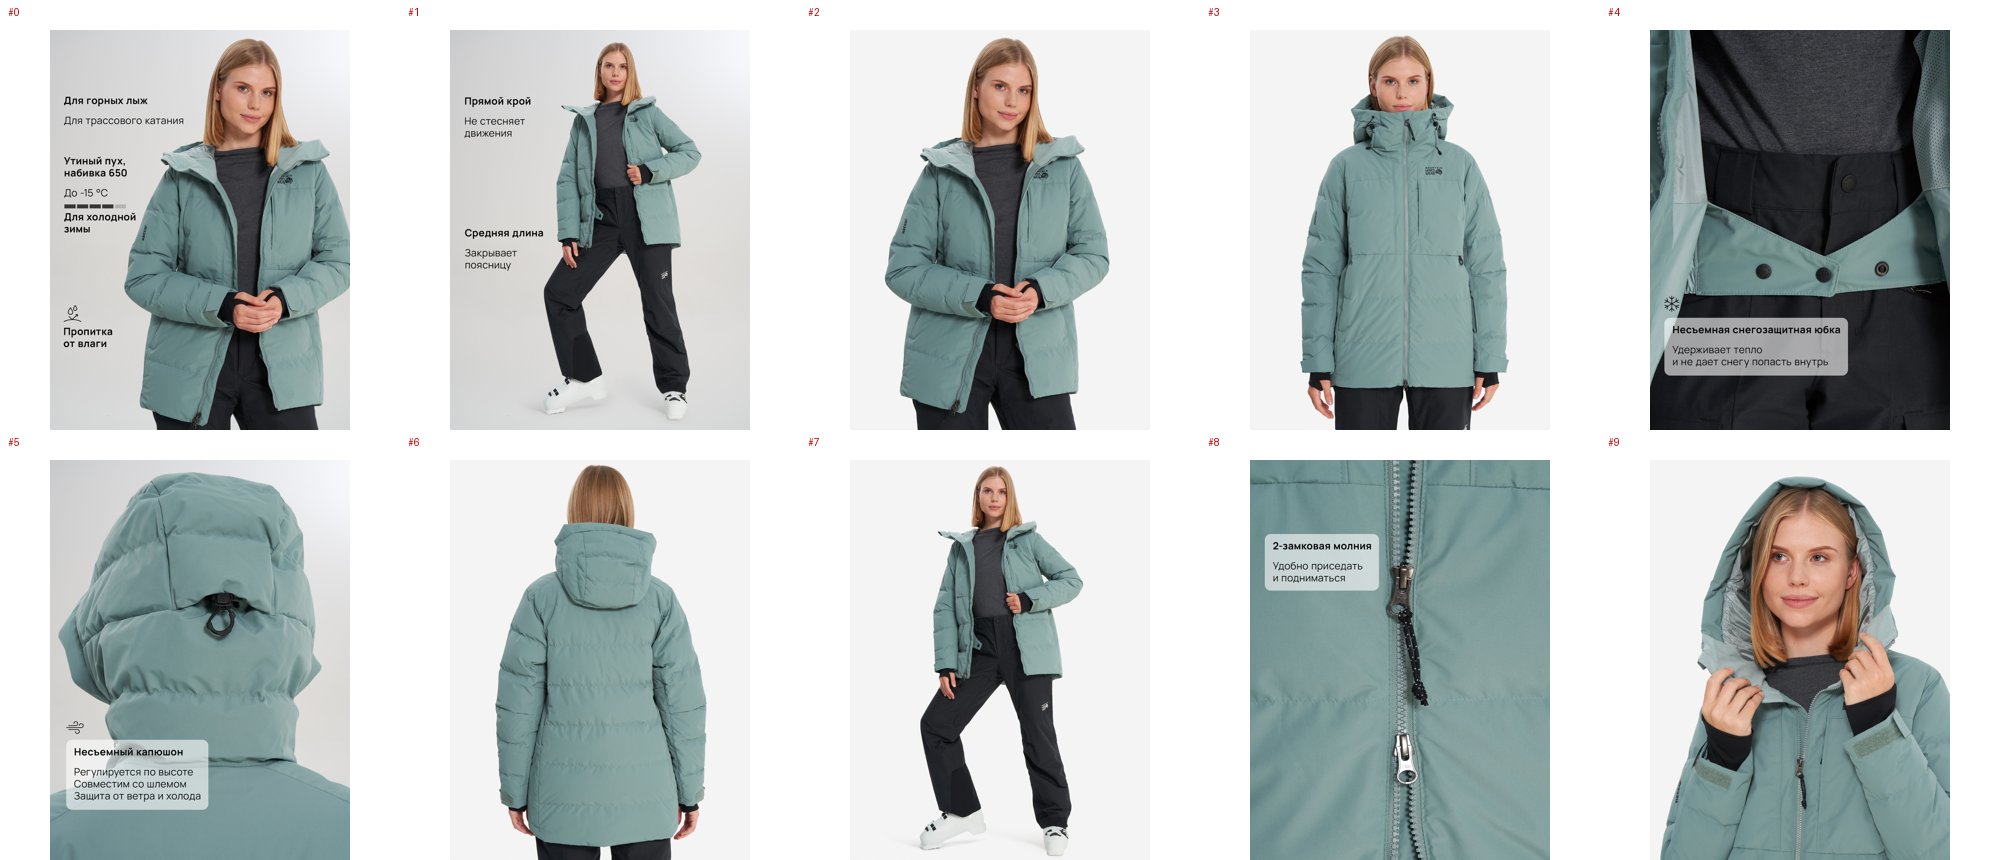 #0
Для горных лыж
Для трассового катания
Утиный пух,
набивка 650
До -15 °C
Для холодной
зимы
Пропитка
от влаги
#1
Прямой крой
Не стесняет
движения
Средняя длина
Закрывает
поясницу
#2
#3
#4
Несъемная снегозащитная юбка
Удерживает тепло
и не дает снегу попасть внутрь
#5
Несъемный капюшон
Регулируется по высоте
Совместим со шлемом
Защита от ветра и холода
#6
#7
#8
2-замковая молния
Удобно приседать
и подниматься
#9